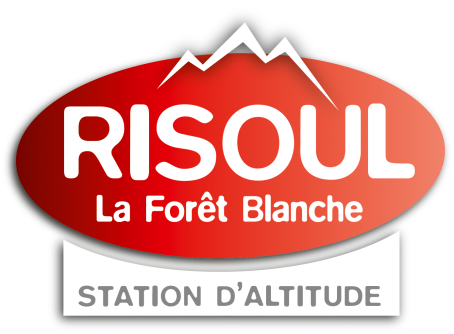 RISOUL
La Forêt Blanche
STATION D'ALTITUDE